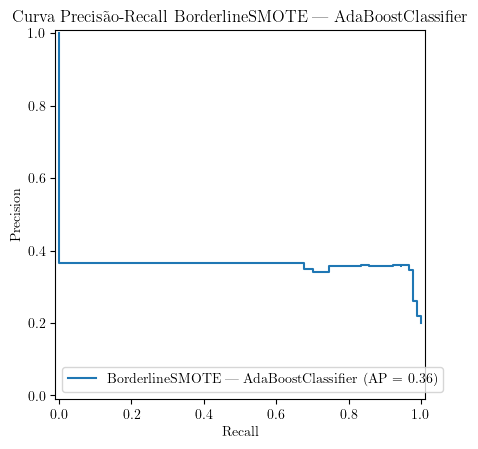 Curva Precisão-Recall BorderlineSMOTE — AdaBoostClassifier
1.0
0.8
0.6
0.4
0.2
0.0
Precision
BorderlineSMOTE — AdaBoostClassifier (AP = 0.36)
0.0 0.2 0.4 0.6 0.8 1.0
Recall